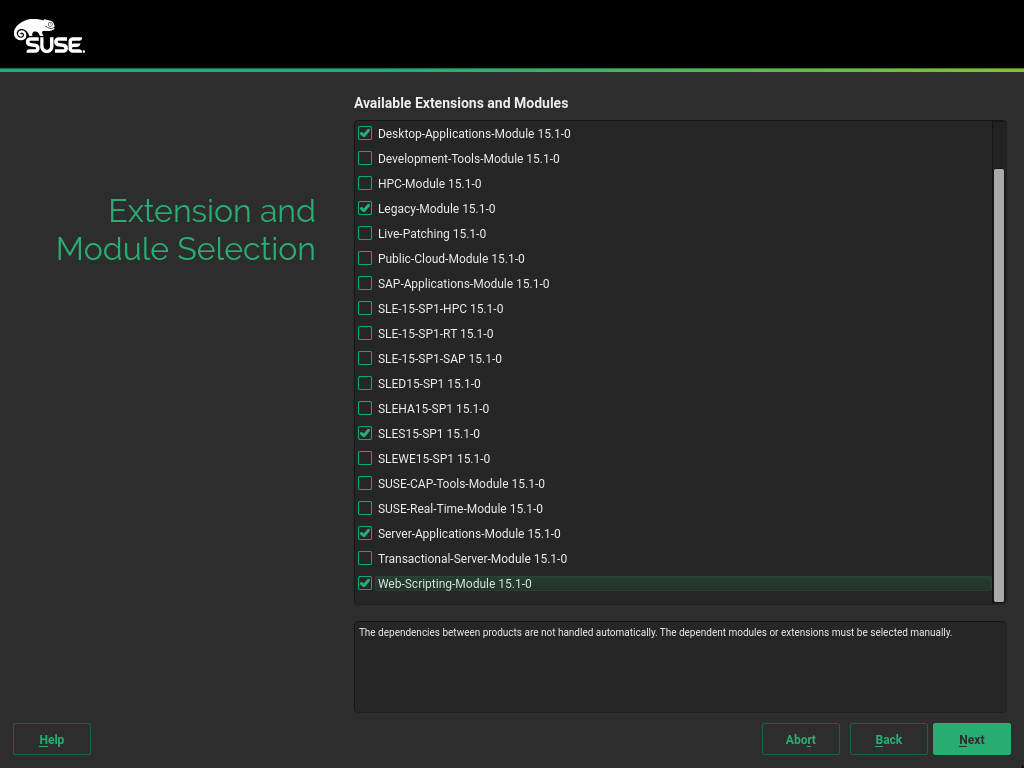 SUSE.
Available Extensions and Modules
Extension and
Module Selection
Desktop-Applications-Module 15.1-0
Development-Tools-Module 15.1-0
HPC-Module 15.1-0
Legacy-Module 15.1-0
Live-Patching 15.1-0
Public-Cloud-Module 15.1-0
SAP-Applications-Module 15.1-0
SLE-15-SP1-HPC 15.1-0
SLE-15-SP1-RT 15.1-0
SLE-15-SP1-SAP 15.1-0
SLED15-SP1 15.1-0
SLEHA15-SP1 15.1-0
SLES15-SP1 15.1-0
SLEWE15-SP1 15.1-0
SUSE-CAP-Tools-Module 15.1-0
SUSE-Real-Time-Module 15.1-0
Server-Applications-Module 15.1-0
Transactional-Server-Module 15.1-0
Web-Scripting-Module 15.1-0
The dependencies between products are not handled automatically. The dependent modules or extensions must be selected manually.
Help
Abort
Back
Next